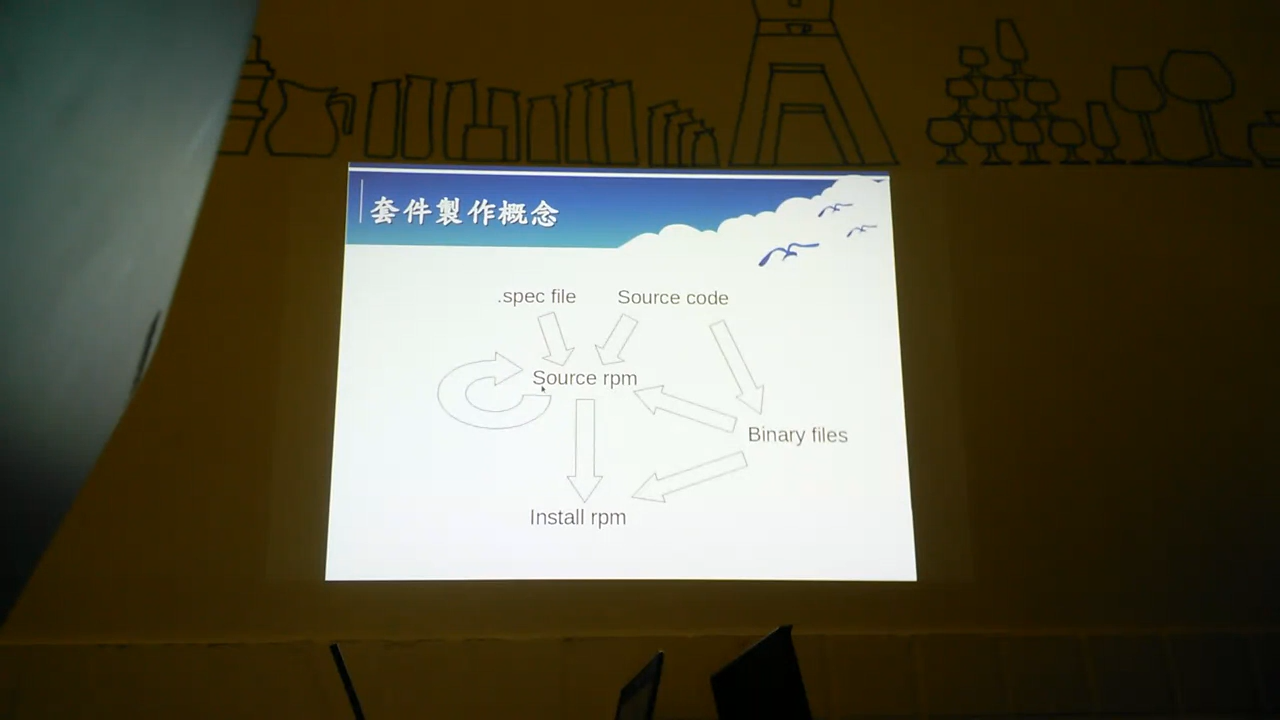 套件製作概念
.spec file
Source code
Source rpm
Binary files
Install rpm